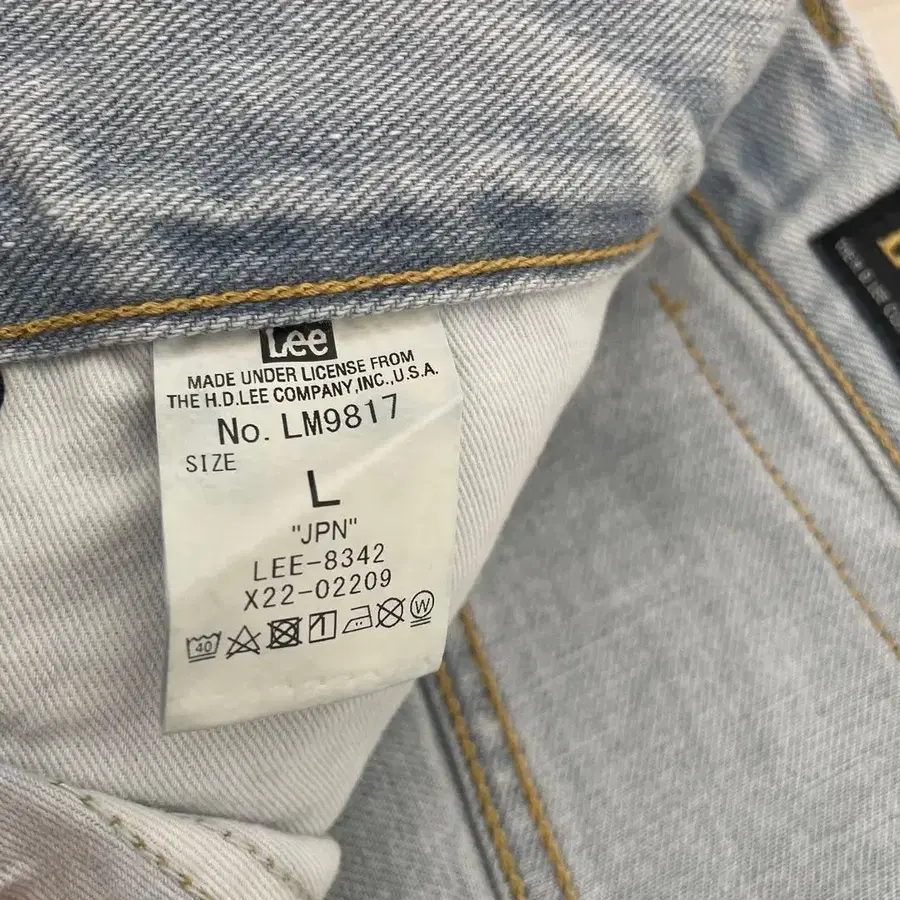 Lee
MADE UNDER LICENSE FROM
THE H.D.LEE COMPANY,INC.,U.S.A.
No. LM9817
SIZE
L
"JPN"
LEE-8342
X22-02209
40
W